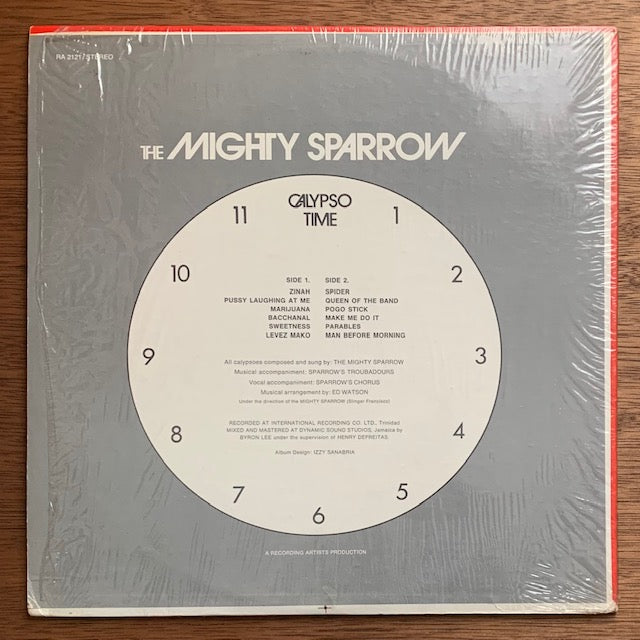 RA 2121/STEREO
THE MIGHTY SPARROW
CALYPSO
TIME
11
1
10
2
9
3
8
4
7
5
6
SIDE 1. SIDE 2.
ZINAH SPIDER
PUSSY LAUGHING AT ME QUEEN OF THE BAND
MARIJUANA POGO STICK
BACCHANAL MAKE ME DO IT
SWEETNESS PARABLES
LEVEZ MAKO MAN BEFORE MORNING
All calypsoes composed and sung by: THE MIGHTY SPARROW
Musical accompaniment: SPARROW'S TROUBADOURS
Vocal accompaniment: SPARROW'S CHORUS
Musical arrangement by: ED WATSON
Under the direction of the MIGHTY SPARROW (Slinger Francisco)
RECORDED AT INTERNATIONAL RECORDING CO. LTD., Trinidad
MIXED AND MASTERED AT DYNAMIC SOUND STUDIOS, Jamaica by
BYRON LEE under the supervision of HENRY DEFREITAS.
Album Design: IZZY SANABRIA
A RECORDING ARTISTS PRODUCTION